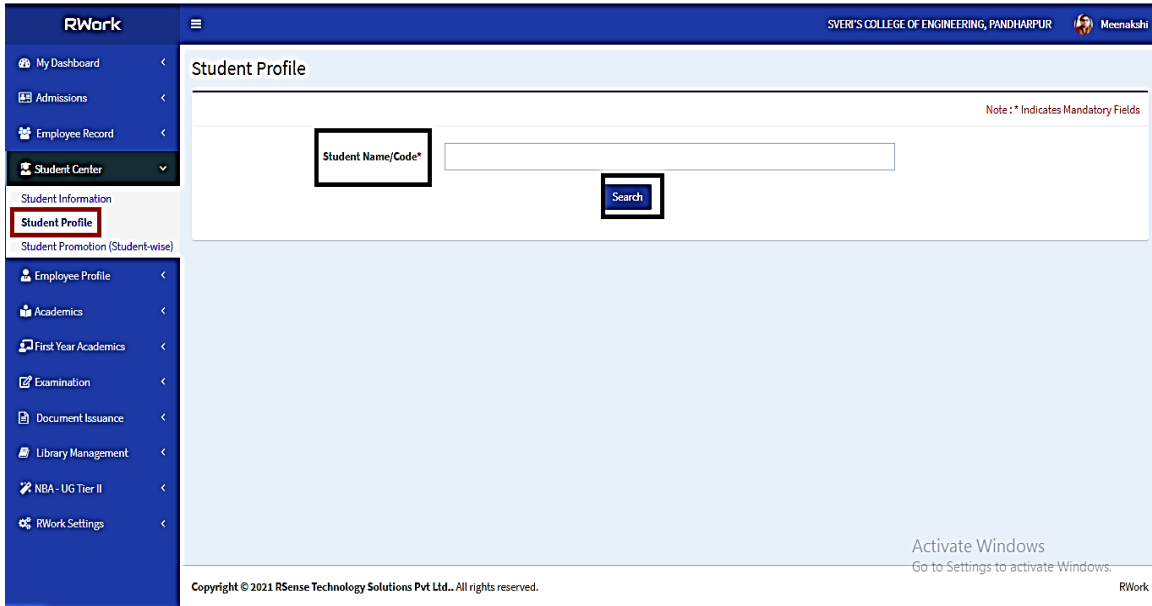 RWork
SVERI'S COLLEGE OF ENGINEERING, PANDHARPUR
Meenakshi
My Dashboard
Admissions
Employee Record
Student Center
Student Information
Student Profile
Student Promotion (Student-wise)
Employee Profile
Academics
First Year Academics
Examination
Document Issuance
Library Management
NBA - UG Tier II
RWork Settings
Student Profile
Note : * Indicates Mandatory Fields
Student Name/Code*
Search
Activate Windows
Go to Settings to activate Windows.
Copyright © 2021 RSense Technology Solutions Pvt Ltd.. All rights reserved.
RWork